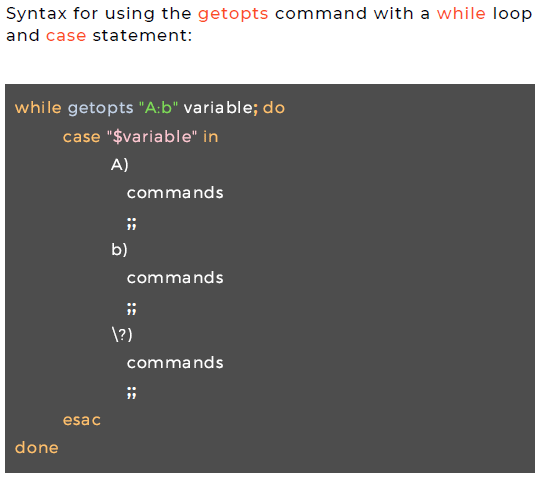 Syntax for using the getopts command with a while loop
and case statement:
while getopts "A:b" variable; do
case "$variable" in
A)
commands
;;
b)
commands
;;
\?)
commands
;;
esac
done